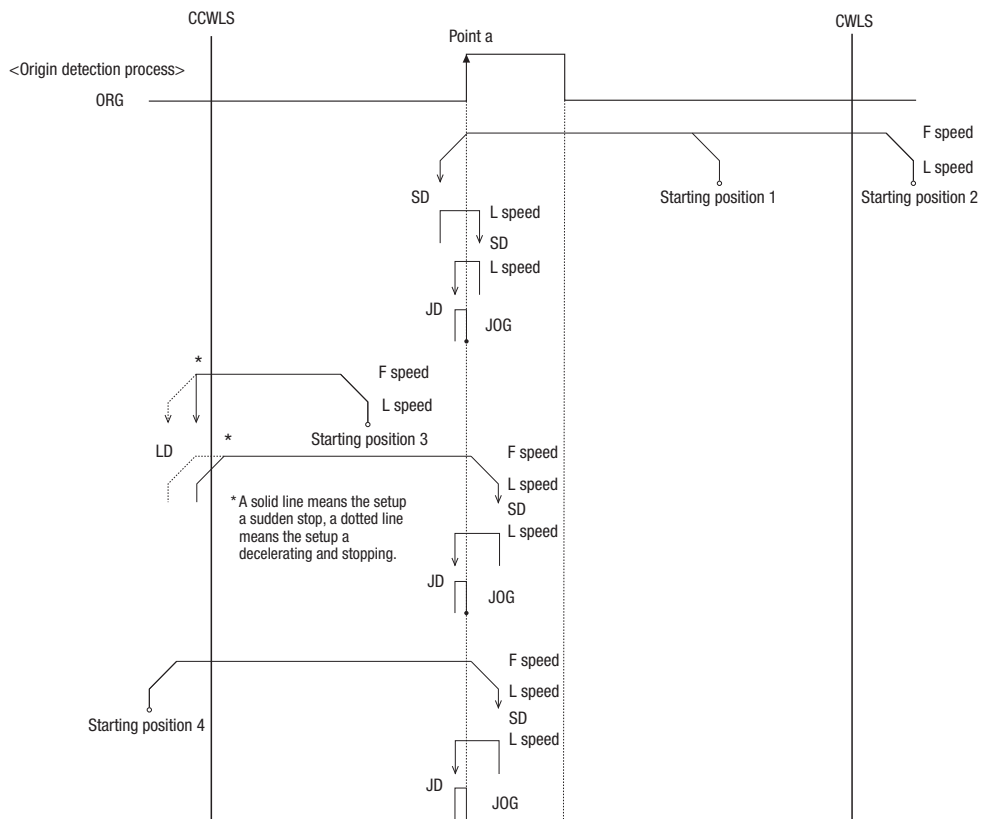 CCWLS
CWLS
Point a
<Origin detection process>
ORG
F speed
L speed
SD
Starting position 1
Starting position 2
L speed
SD
L speed
JD
JOG
*
F speed
L speed
Starting position 3
LD
*
F speed
L speed
SD
* A solid line means the setup
a sudden stop, a dotted line
means the setup a
decelerating and stopping.
L speed
JD
JOG
F speed
L speed
SD
Starting position 4
L speed
JD
JOG